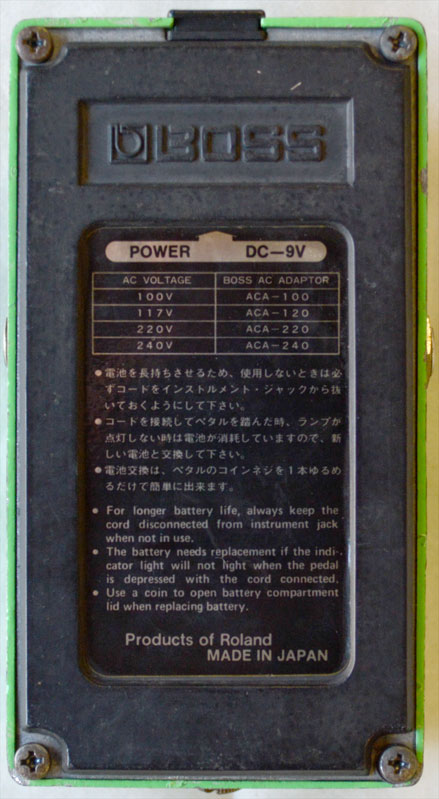 BOSS
POWER DC-9V
AC VOLTAGE BOSS AC ADAPTOR
100V ACA-100
117V ACA-120
220V ACA-220
240V ACA-240
●電池を長持ちさせるため、使用しないときは必
ずコードをインストルメント・ジャックから抜
いておくようにして下さい。
●コードを接続してペタルを踏んだ時、ランプが
点灯しない時は電池が消耗していますので、新
しい電池と交換して下さい。
●電池交換は、ペタルのコインネジを1本ゆるめ
るだけで簡単に出来ます。
● For longer battery life, always keep the
cord disconnected from instrument jack
when not in use.
● The battery needs replacement if the indi-
cator light will not light when the pedal
is depressed with the cord connected.
● Use a coin to open battery compartment
lid when replacing battery.
Products of Roland
MADE IN JAPAN